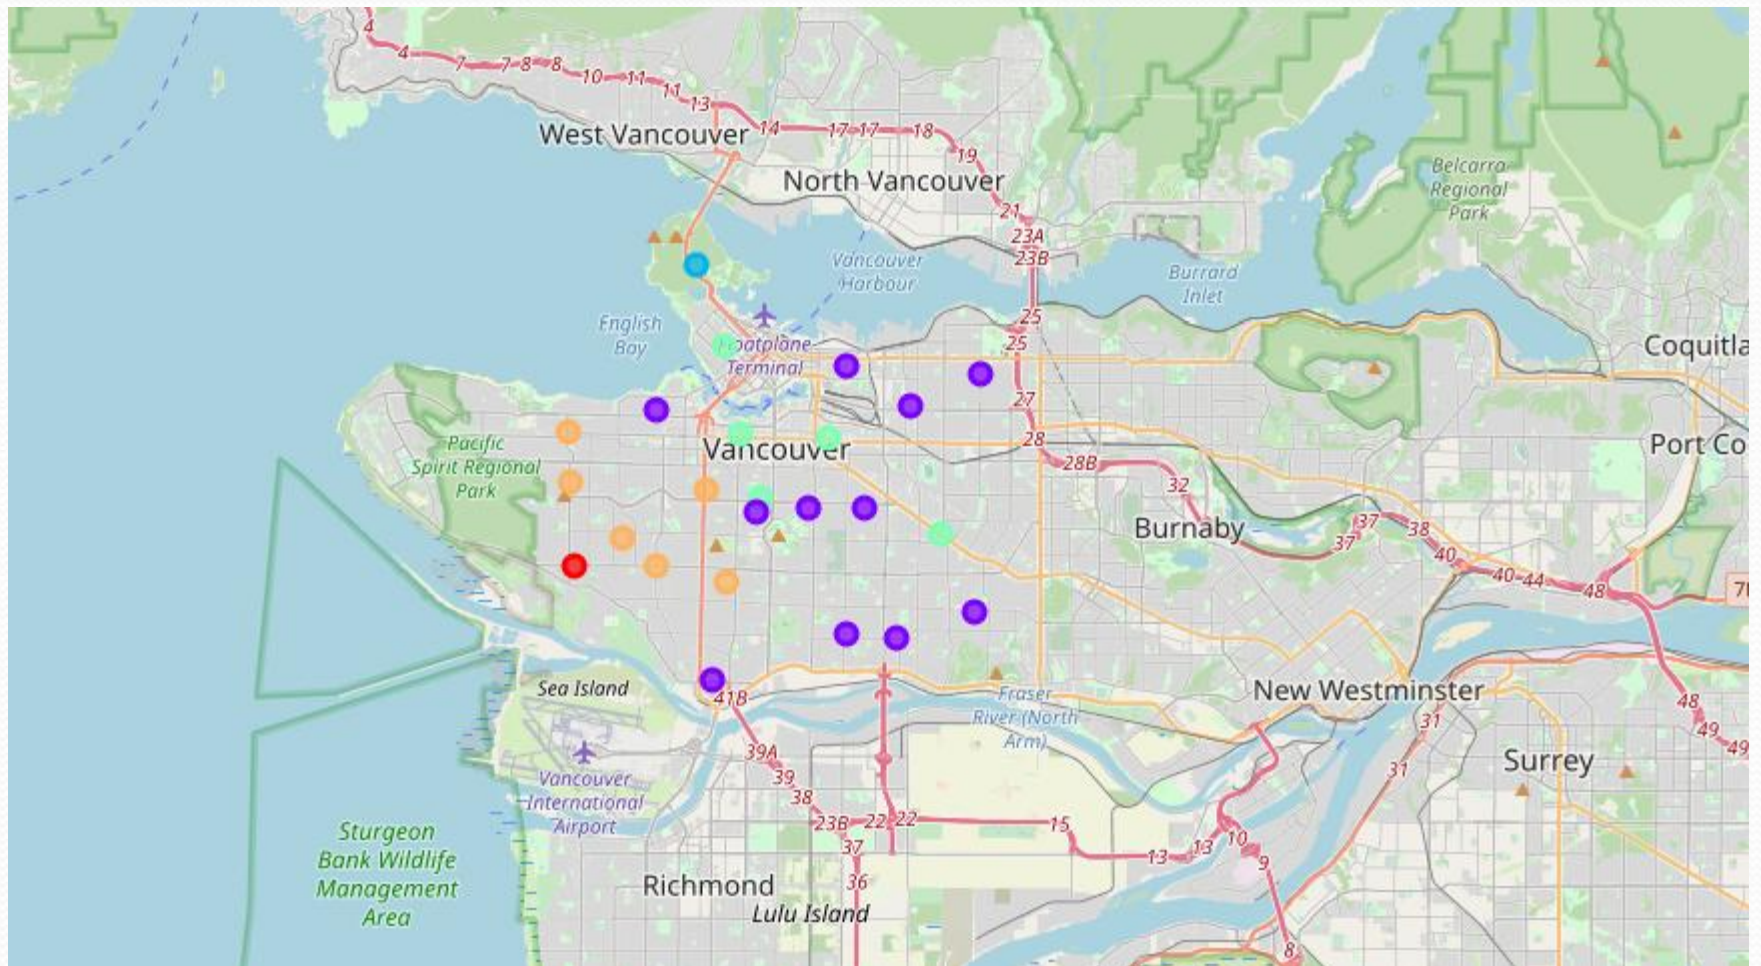 4
4
7
7
8
8
10
11
11
13
West Vancouver
14
17
17
18
19
North Vancouver
Belcarra
Regional
Park
21
23A
23B
Vancouver
Harbour
Burrard
Inlet
English
Bay
Floatplane
Terminal
25
25
Coquitla
27
28
Pacific
Spirit Regional
Park
Vancouver
Port Co
28B
32
Burnaby
37
37
38
40
40
44
48
Sea Island
41B
Fraser
River (North
Arm)
New Westminster
31
48
49
49
39A
39
38
Vancouver
International
Airport
31
Surrey
Sturgeon
Bank Wildlife
Management
Area
23B
22
22
15
37
13
13
10
9
36
Richmond
Lulu Island
8